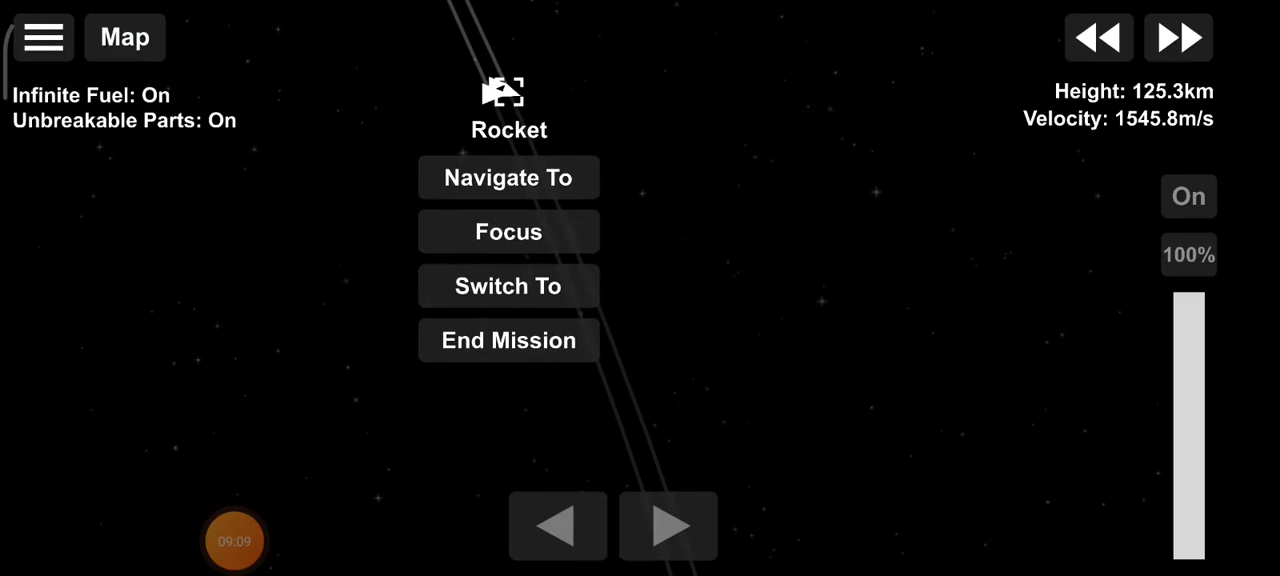 Map
Infinite Fuel: On
Unbreakable Parts: On
Rocket
Navigate To
Focus
Switch To
End Mission
Height: 125.3km
Velocity: 1545.8m/s
On
100%
09:09